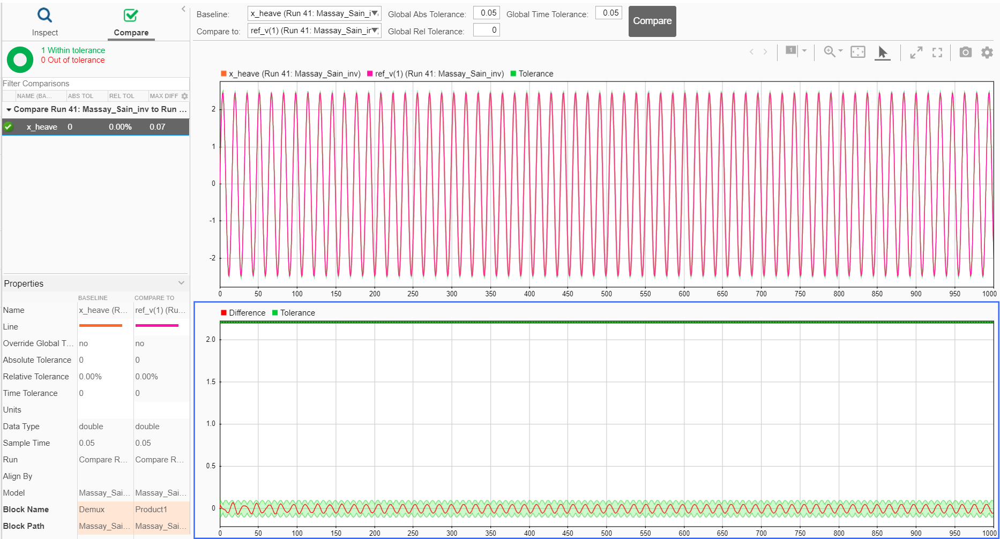 Inspect
Compare
Baseline:
x_heave (Run 41: Massay_Sain_i
Global Abs Tolerance:
0.05
Global Time Tolerance:
0.05
Compare
Compare to:
ref_v(1) (Run 41: Massay_Sain_ir
Global Rel Tolerance:
0
1 Within tolerance
0 Out of tolerance
Filter Comparisons
NAME (BA... ABS TOL REL TOL MAX DIFF
Compare Run 41: Massay_Sain_inv to Run ...
x_heave 0 0.00% 0.07
Properties
BASELINE COMPARE TO
Name x_heave (R... ref_v(1) (Ru...
Line
Override Global T... no no
Absolute Tolerance 0 0
Relative Tolerance 0.00% 0.00%
Time Tolerance 0 0
Units
Data Type double double
Sample Time 0.05 0.05
Run Compare R... Compare R...
Align By
Model Massay_Sai... Massay_Sai...
Block Name Demux Product1
Block Path Massay_Sai... Massay_Sai...
1
x_heave (Run 41: Massay_Sain_inv) ref_v(1) (Run 41: Massay_Sain_inv) Tolerance
2
1
0
-1
-2
0 50 100 150 200 250 300 350 400 450 500 550 600 650 700 750 800 850 900 950 1000
Difference Tolerance
2.0
1.5
1.0
0.5
0
0 50 100 150 200 250 300 350 400 450 500 550 600 650 700 750 800 850 900 950 1000